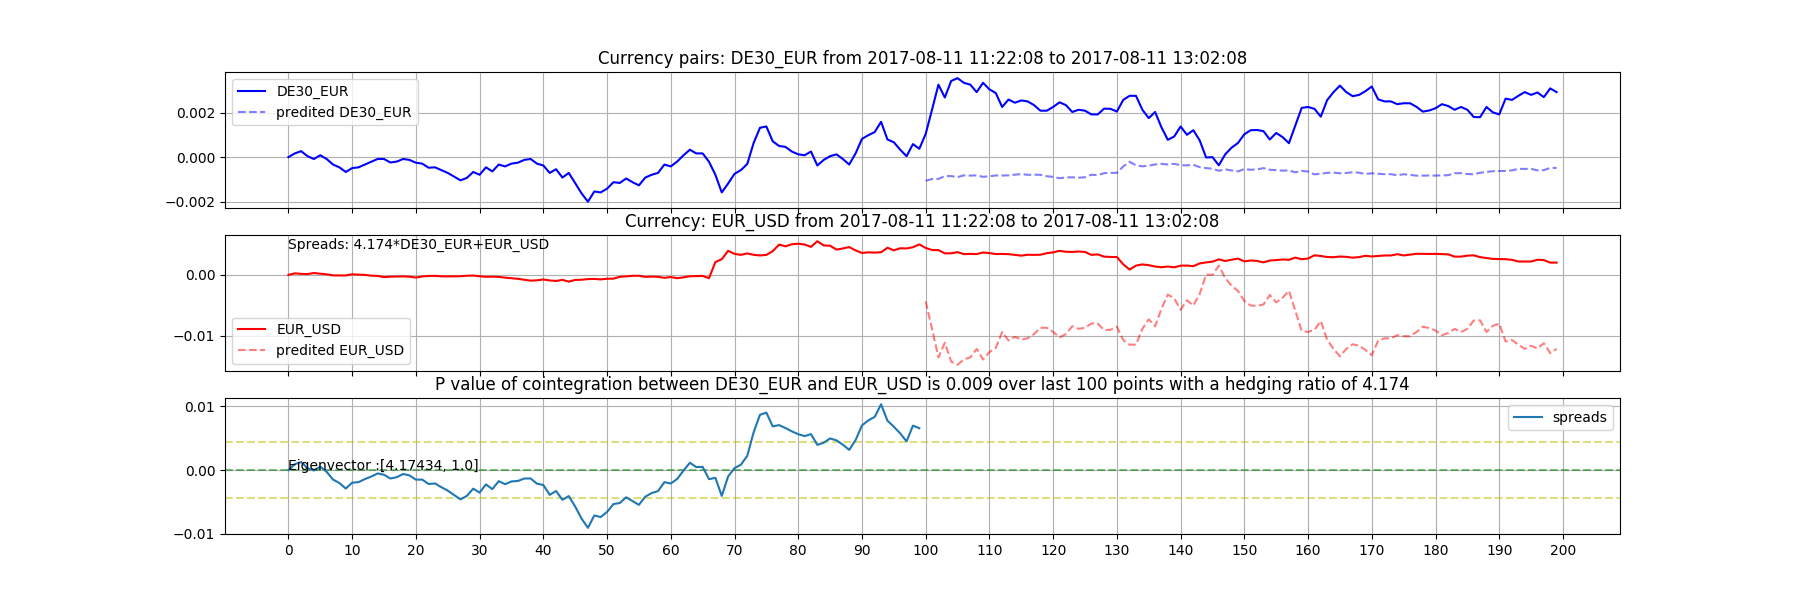 Currency pairs: DE30_EUR from 2017-08-11 11:22:08 to 2017-08-11 13:02:08
DE30_EUR
predited DE30_EUR
0.002
0.000
−0.002
Currency: EUR_USD from 2017-08-11 11:22:08 to 2017-08-11 13:02:08
Spreads: 4.174*DE30_EUR+EUR_USD
0.00
−0.01
EUR_USD
predited EUR_USD
P value of cointegration between DE30_EUR and EUR_USD is 0.009 over last 100 points with a hedging ratio of 4.174
0.01
0.00
−0.01
spreads
Eigenvector :[4.17434, 1.0]
0 10 20 30 40 50 60 70 80 90 100 110 120 130 140 150 160 170 180 190 200